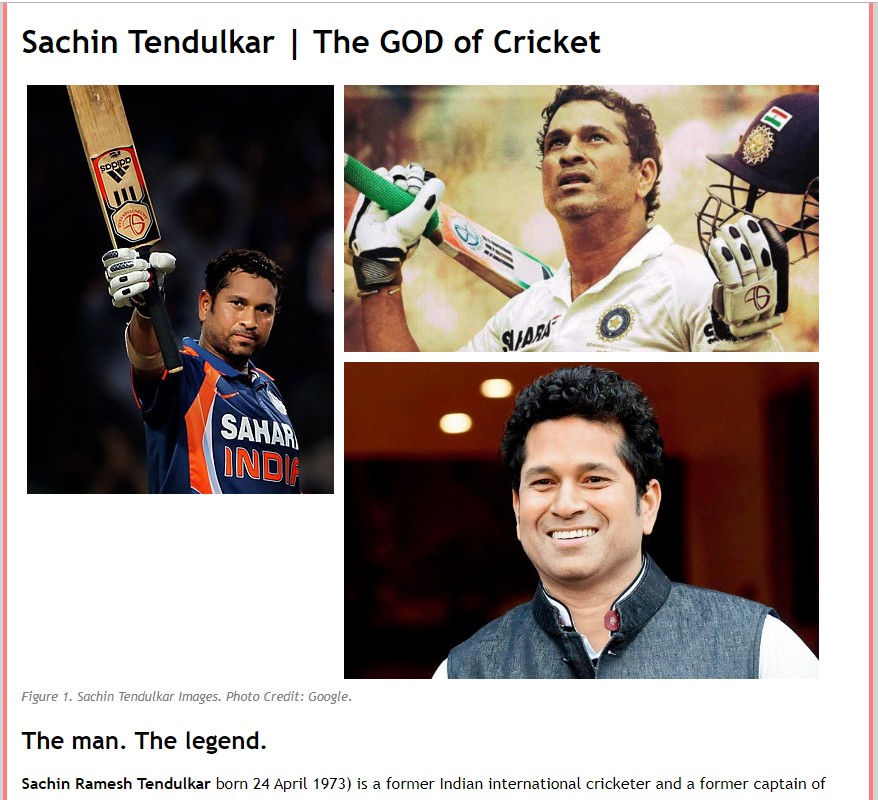 Sachin Tendulkar | The GOD of Cricket
adidas
SAHARA
INDIA
SAHARA
Figure 1. Sachin Tendulkar Images. Photo Credit: Google.
The man. The legend.
Sachin Ramesh Tendulkar born 24 April 1973) is a former Indian international cricketer and a former captain of